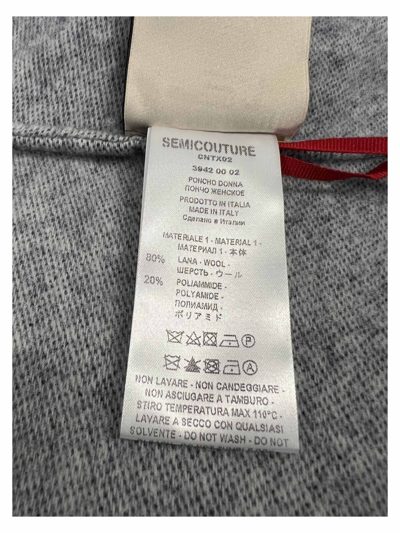 SEMICOUTURE
CNTX02
3942 00 02
PONCHO DONNA
ПОНЧО ЖЕНСКОЕ
PRODOTTO IN ITALIA
MADE IN ITALY
Сделано в Италии
MATERIALE 1 - MATERIAL 1 -
МАТЕРИАЛ 1 - 本体
80% LANA - WOOL -
ШЕРСТЬ - ウール
20% POLIAMMIDE -
POLYAMIDE -
ПОЛИАМИД -
ポリアミド
P
A
NON LAVARE - NON CANDEGGIARE -
NON ASCIUGARE A TAMBURO -
STIRO TEMPERATURA MAX 110°C -
LAVARE A SECCO CON QUALSIASI
SOLVENTE - DO NOT WASH - DO NOT